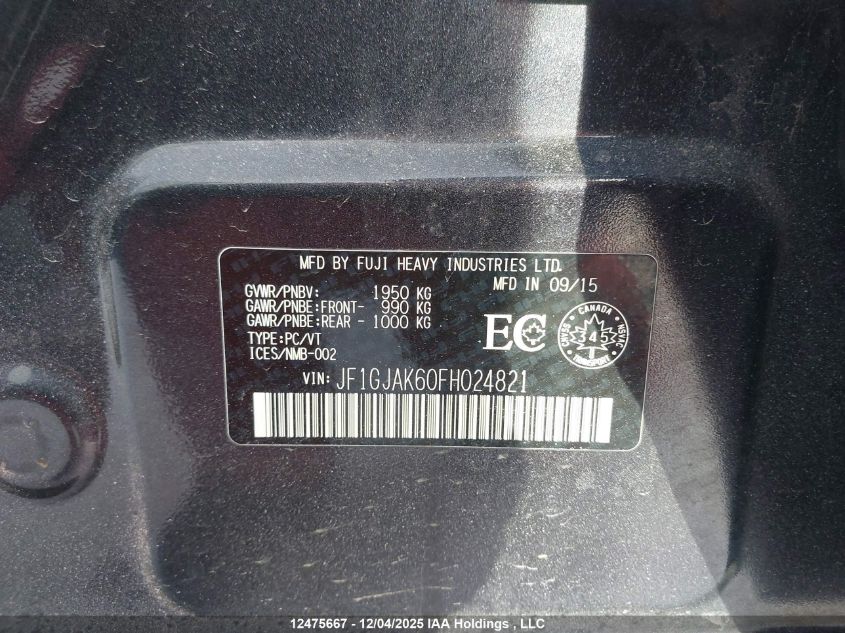 MFD BY FUJI HEAVY INDUSTRIES LTD.
MFD IN 09/15
GVWR/PNBV: 1950 KG
GAWR/PNBE:FRONT- 990 KG
GAWR/PNBE:REAR - 1000 KG
TYPE:PC/VT
ICES/NMB-002
EC
CANADA
CMVSS
NSVAC
345
TRANSPORT
VIN: JF1GJAK60FH024821
12475667 - 12/04/2025 IAA Holdings, LLC